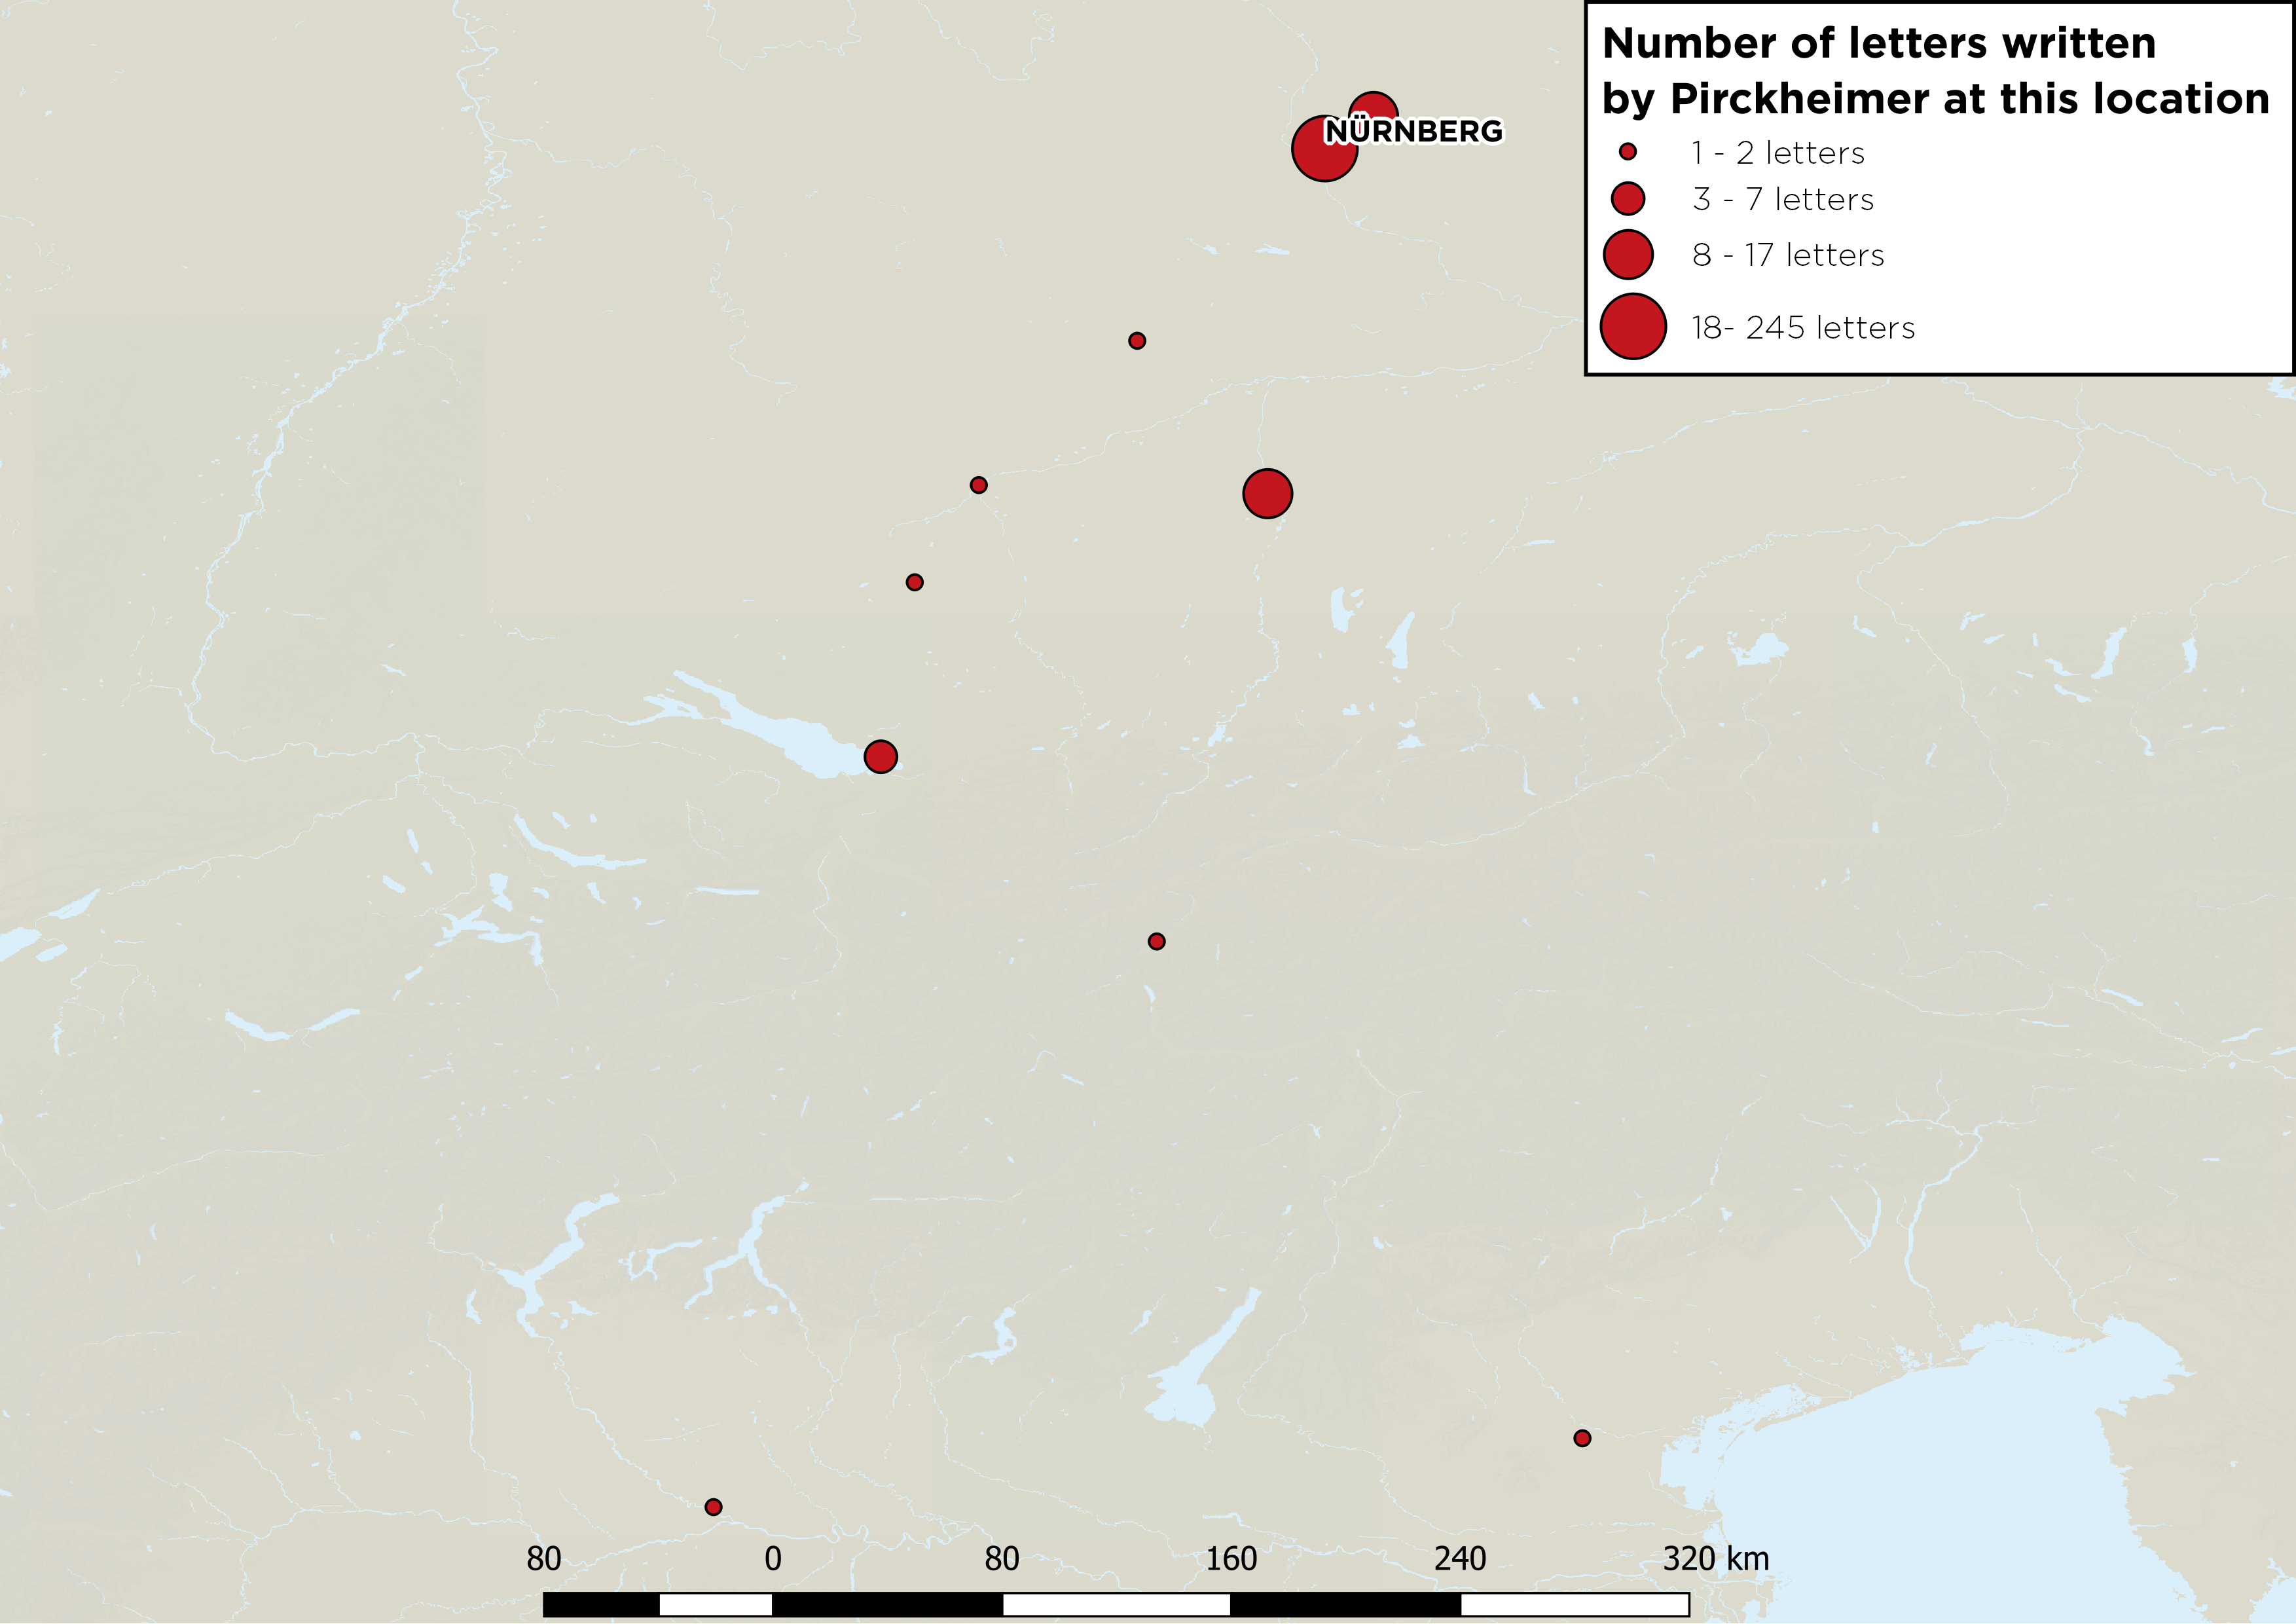 Number of letters written
by Pirckheimer at this location
1 - 2 letters
3 - 7 letters
8 - 17 letters
18- 245 letters
NÜRNBERG
80 0 80 160 240 320 km